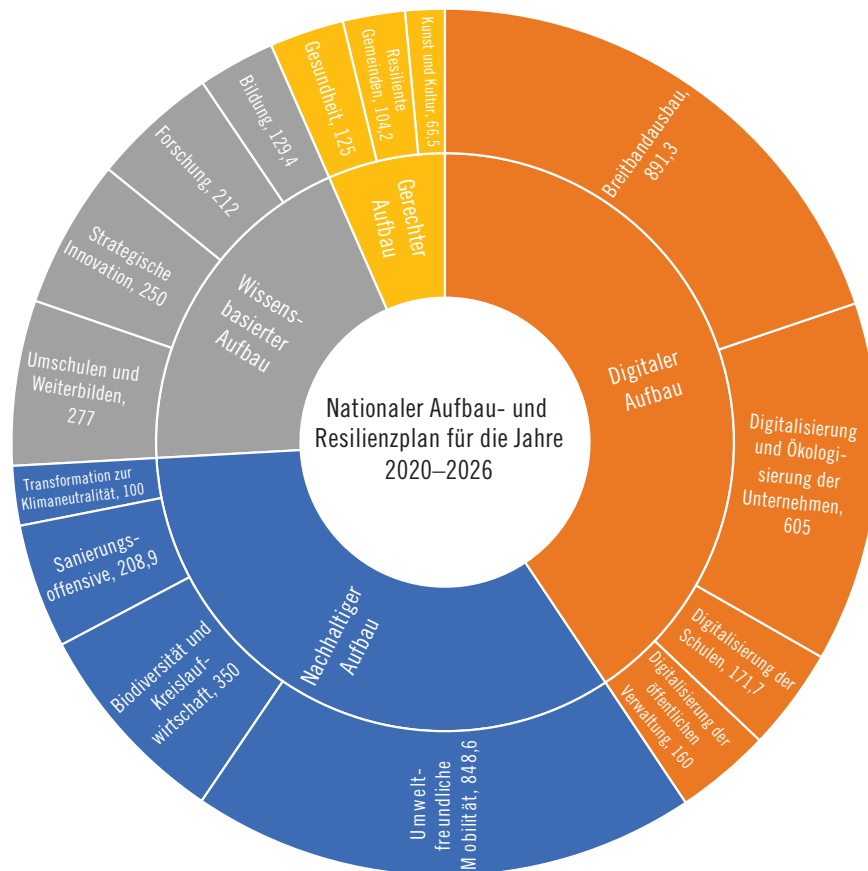 Nationaler Aufbau- und
Resilienzplan für die Jahre
2020–2026
Digitaler
Aufbau
Breitbandausbau,
891,3
Digitalisierung
und Ökologi-
sierung der
Unternehmen,
605
Digitalisierung der
Schulen, 171,7
Digitalisierung der
öffentlichen
Verwaltung, 160
Nachhaltiger
Aufbau
Umwelt-
freundliche
M obilität, 848,6
Biodiversität und
Kreislauf-
wirtschaft, 350
Sanierungs-
offensive, 208,9
Transformation zur
Klimaneutralität, 100
Wissens-
basierter
Aufbau
Umschulen und
Weiterbilden,
277
Strategische
Innovation, 250
Forschung, 212
Bildung, 129,4
Gerechter
Aufbau
Gesundheit, 125
Resiliente
Gemeinden, 104,2
Kunst und Kultur, 66,5